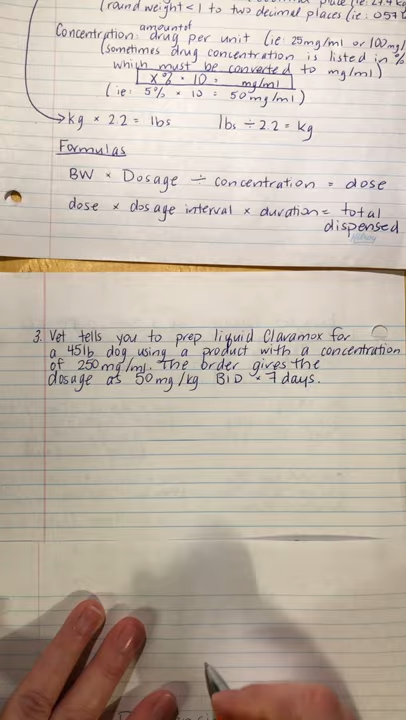 (round weight < 1 to two decimal places (ie: 0.54
amount of
Concentration: drug per unit (ie: 25mg/ml or 100mg/
(sometimes drug concentration is listed in %
which must be converted to mg/ml)
x% × 10 = mg/ml
(ie: 5% × 10 = 50mg/ml)
kg × 2.2 = lbs lbs ÷ 2.2 = kg
Formulas
BW × Dosage ÷ concentration = dose
dose × dosage interval × duration = total
dispensed
3. Vet tells you to prep liquid Clavamox for
a 45lb dog using a product with a concentration
of 250mg/ml. The order gives the
dosage as 50mg/kg BID × 7days.